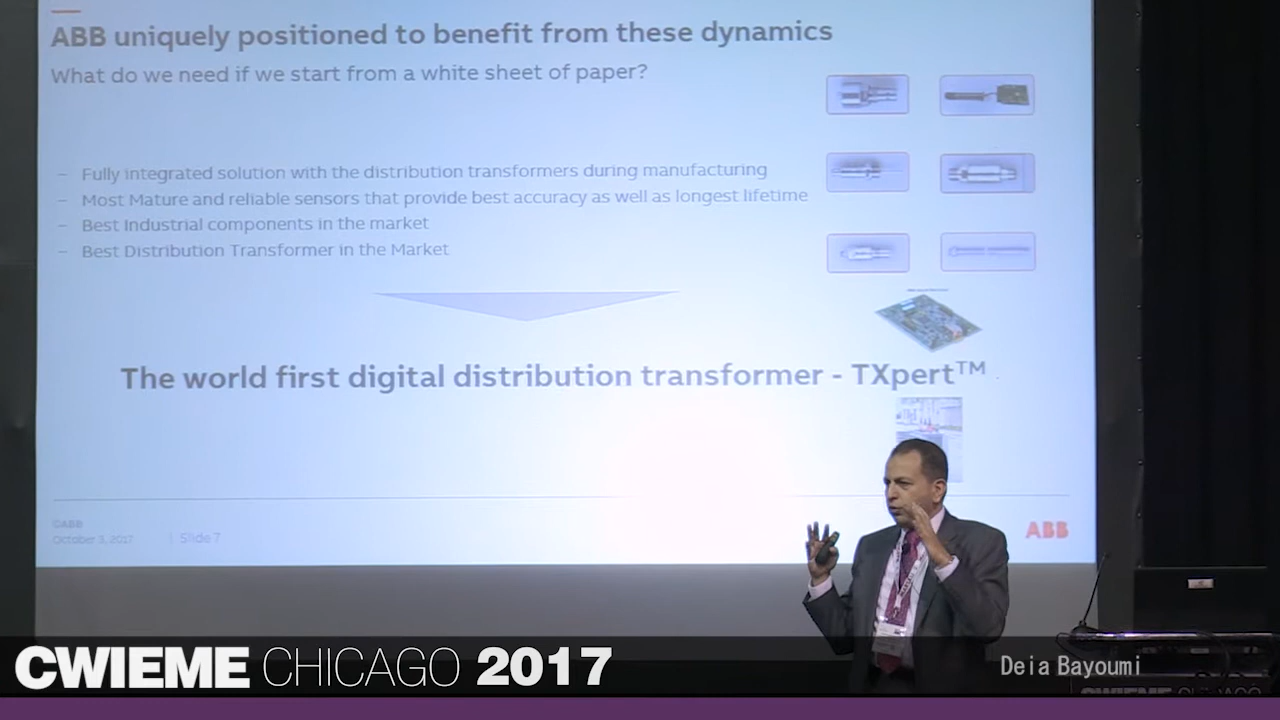 ABB uniquely positioned to benefit from these dynamics
What do we need if we start from a white sheet of paper?
– Fully integrated solution with the distribution transformers during manufacturing
– Most Mature and reliable sensors that provide best accuracy as well as longest lifetime
– Best Industrial components in the market
– Best Distribution Transformer in the Market
The world first digital distribution transformer - TXpert™
©ABB
October 3, 2017 | Slide 7
ABB
CWIEME CHICAGO 2017
Deia Bayoumi
CWIEME CHICAGO